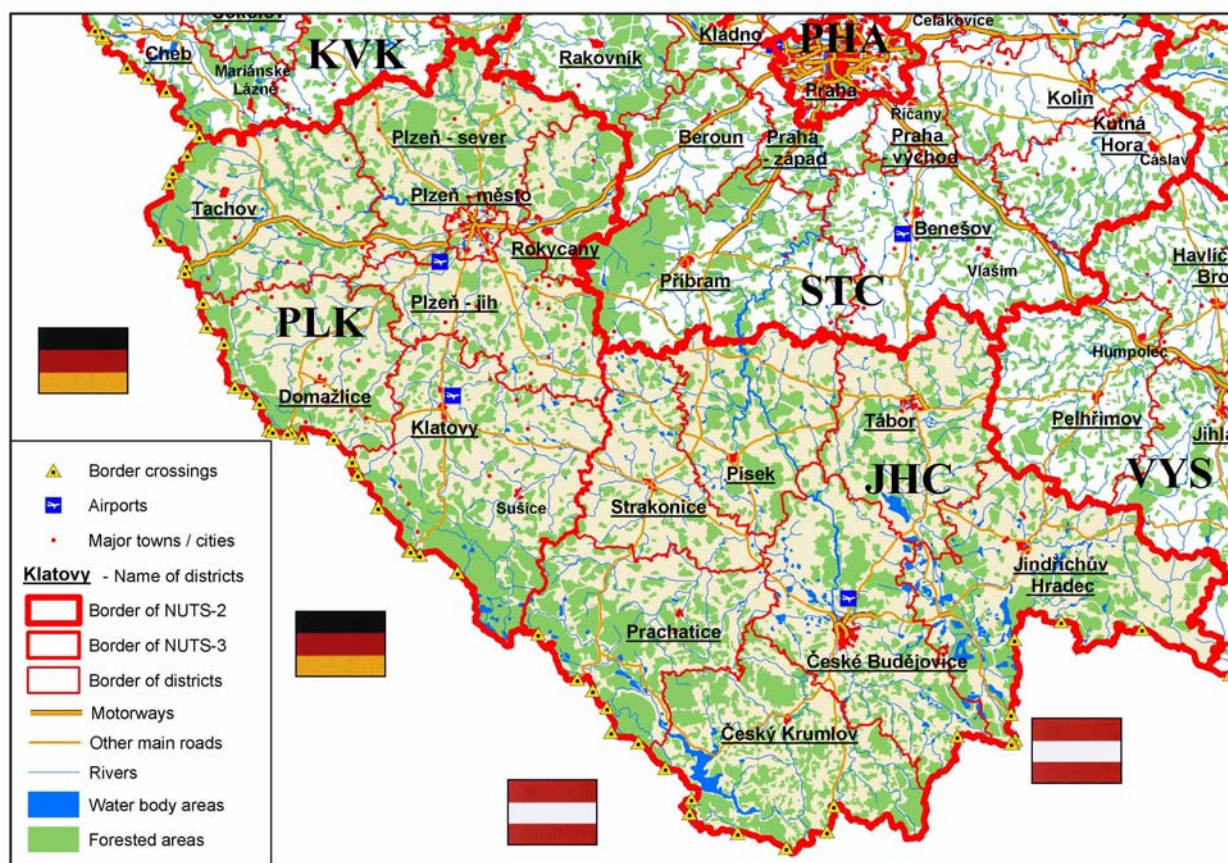 Sokolov
Cheb
KVK
Mariánské
Lázně
Rakovník
Kladno
PHA
Praha
Čelákovice
Říčany
Kolín
Kutná
Hora
Čáslav
Plzeň - sever
Beroun
Praha
- západ
Praha
- východ
Plzeň - město
Tachov
Rokycany
Benešov
Vlašim
Příbram
STC
Plzeň - jih
PLK
Humpolec
Domažlice
Klatovy
Tábor
Pelhřimov
VYS
JHC
Písek
Strakonice
Sušice
Jindřichův
Hradec
Prachatice
České Budějovice
Český Krumlov
Border crossings
Airports
Major towns / cities
Klatovy - Name of districts
Border of NUTS-2
Border of NUTS-3
Border of districts
Motorways
Other main roads
Rivers
Water body areas
Forested areas